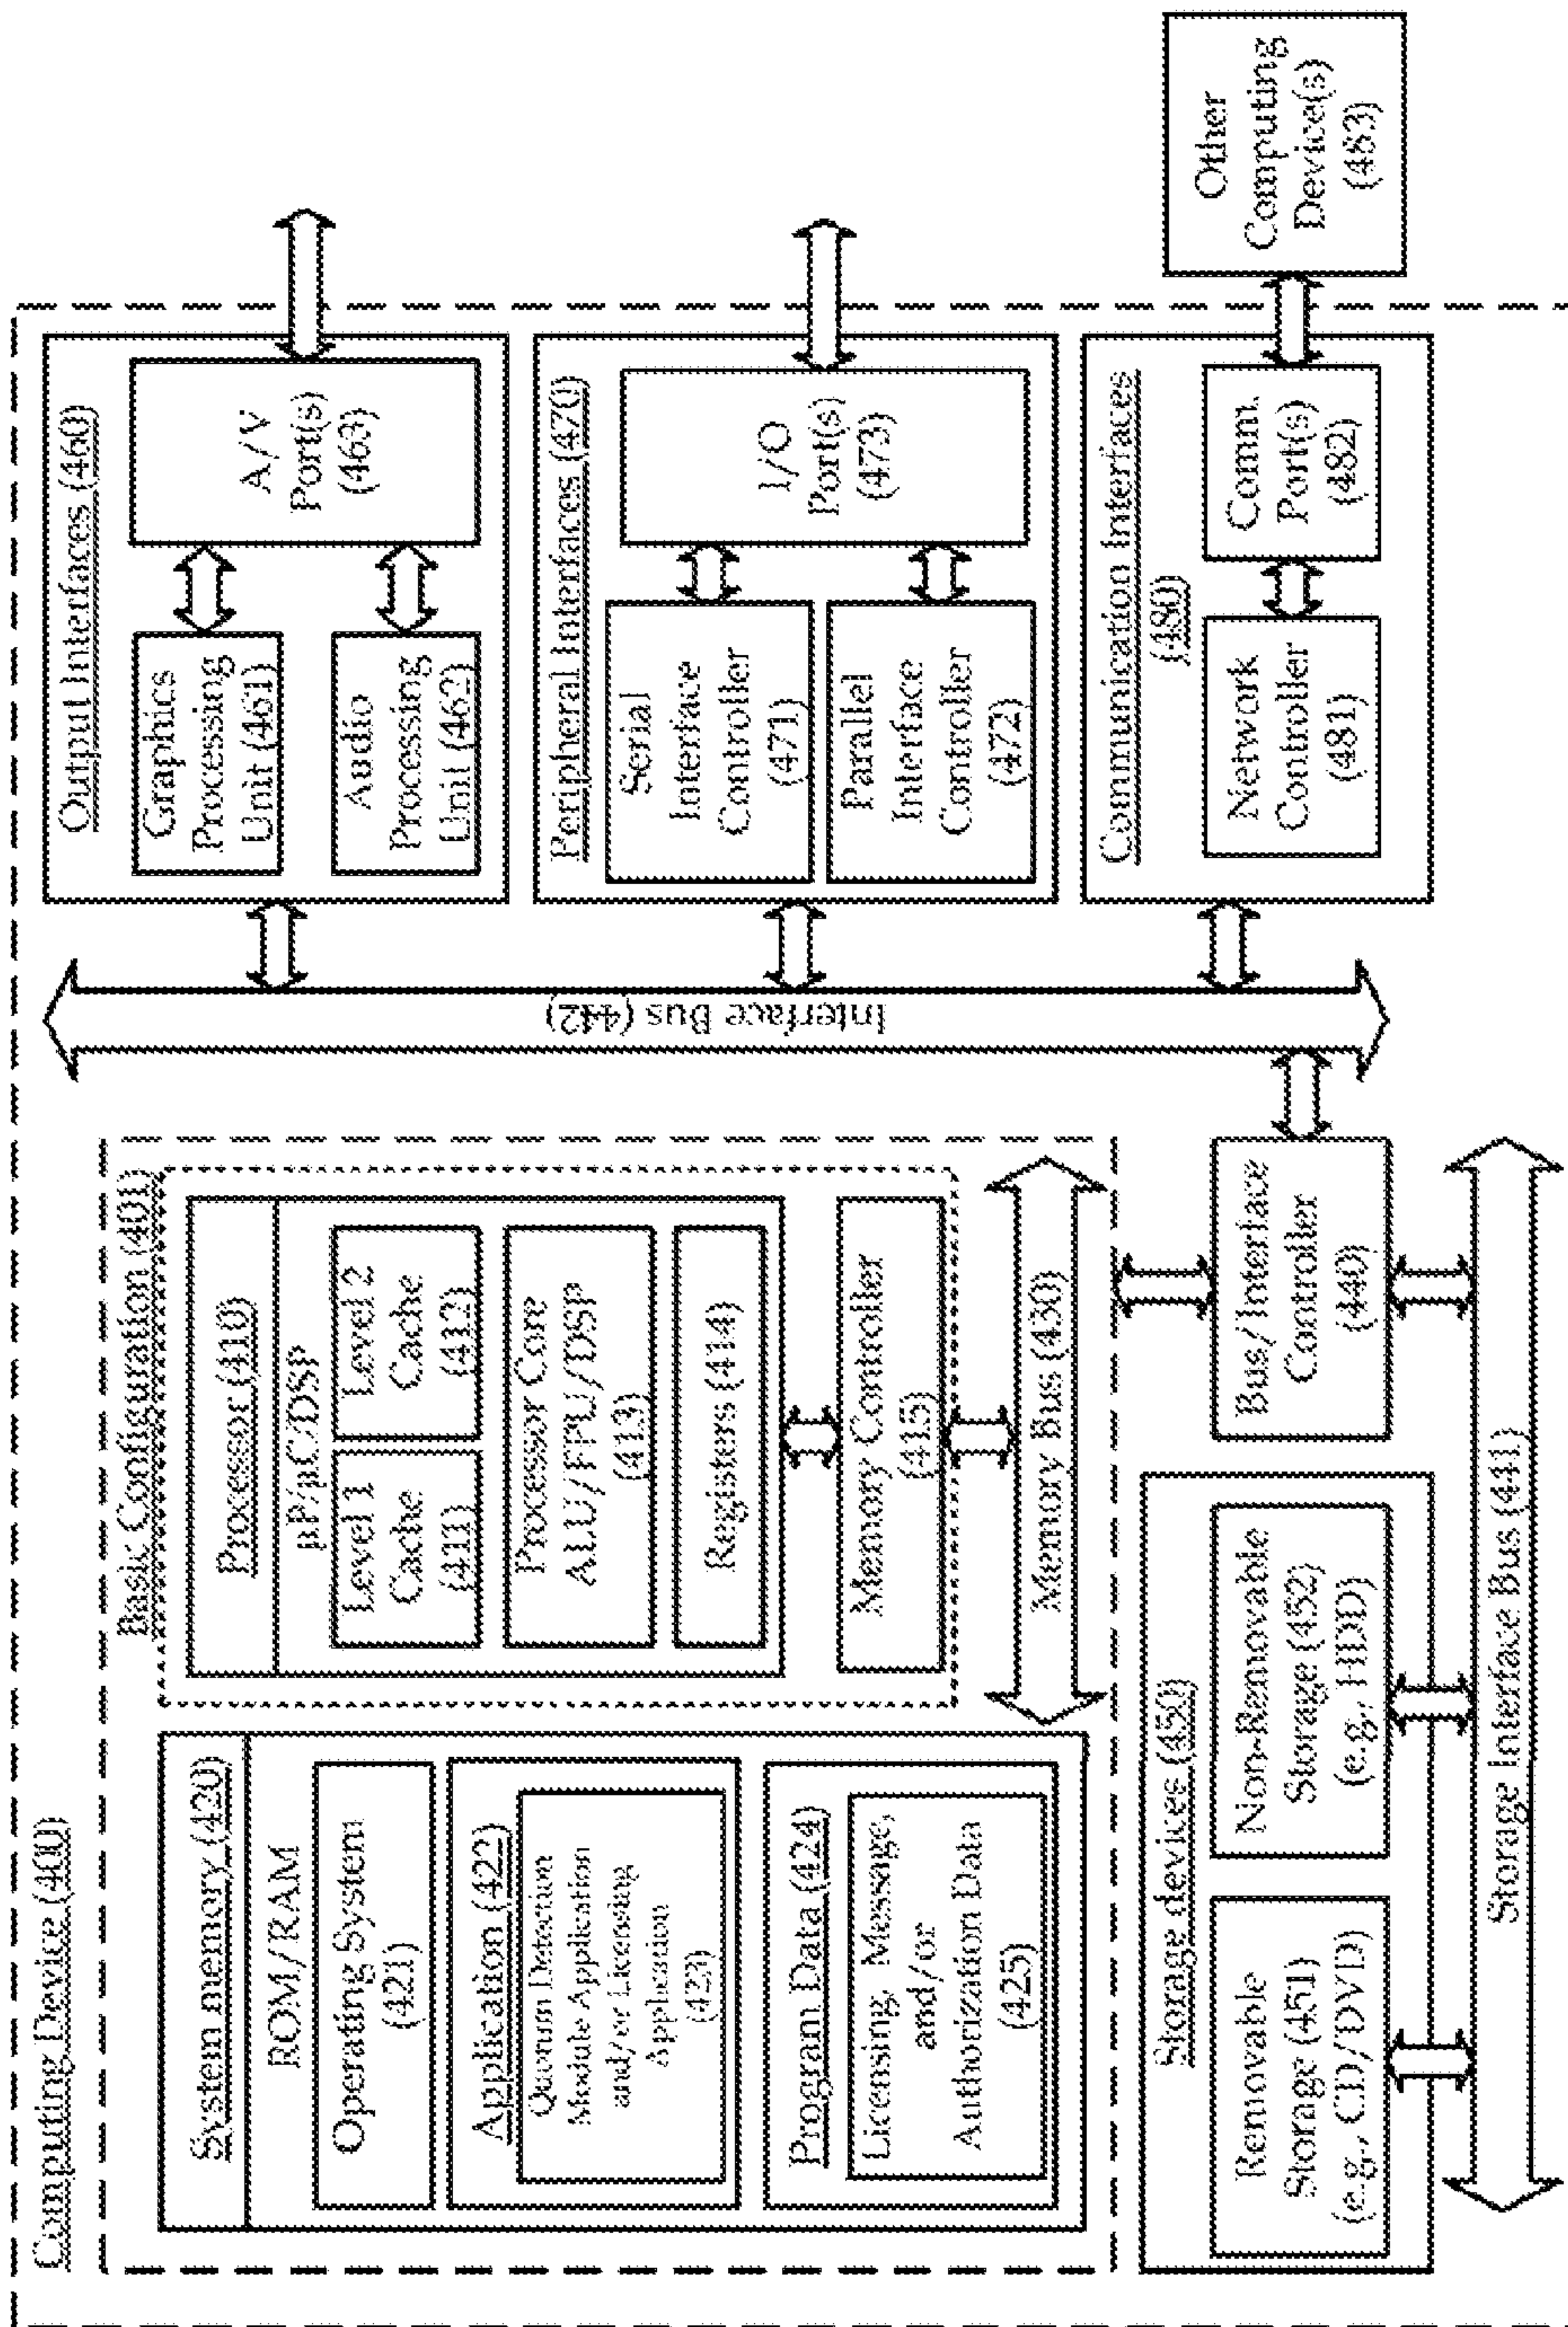 Computing Device (400)
Basic Configuration (401)
System memory (420)
ROM/RAM
Operating System
(421)
Application (422)
Quantum Detection
Module Application
and/or Licensing
Application
(423)
Program Data (424)
Licensing, Message,
and/or
Authorization Data
(425)
Processor (410)
µP/µC/DSP
Level 1
Cache
(411)
Level 2
Cache
(412)
Processor Core
ALU/FPU/DSP
(413)
Registers (414)
Memory Controller
(415)
Memory Bus (430)
Storage devices (450)
Removable
Storage (451)
(e.g., CD/DVD)
Non-Removable
Storage (452)
(e.g., HDD)
Bus/Interface
Controller
(440)
Storage Interface Bus (441)
Interface Bus (442)
Output Interfaces (460)
Graphics
Processing
Unit (461)
Audio
Processing
Unit (462)
A/V
Port(s)
(463)
Peripheral Interfaces (470)
Serial
Interface
Controller
(471)
Parallel
Interface
Controller
(472)
I/O
Port(s)
(473)
Communication Interfaces
(480)
Network
Controller
(481)
Comm.
Port(s)
(482)
Other
Computing
Device(s)
(483)